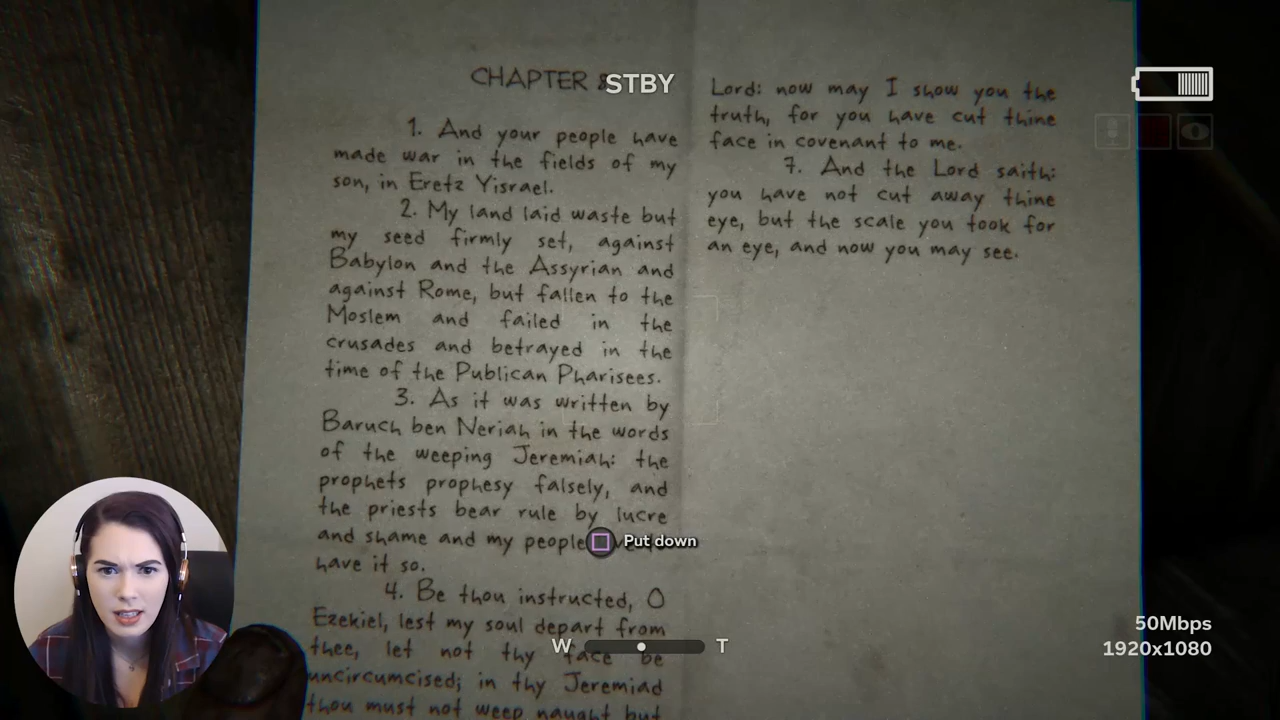 CHAPTER
STBY
1. And your people have
made war in the fields of my
son, in Eretz Yisrael.
2. My land laid waste but
my seed firmly set, against
Babylon and the Assyrian and
against Rome, but fallen to the
Moslem and failed in the
crusades and betrayed in the
time of the Publican Pharisees.
3. As it was written by
Baruch ben Neriah in the words
of the weeping Jeremiah: the
prophets prophesy falsely, and
the priests bear rule by lucre
and shame and my people
have it so.
4. Be thou instructed, O
Ezekiel, lest my soul depart from
thee, let not thy face be
uncircumcised; in thy Jeremiad
thou must not weep naught but
Lord: now may I show you the
truth, for you have cut thine
face in covenant to me.
7. And the Lord saith:
you have not cut away thine
eye, but the scale you took for
an eye, and now you may see.
Put down
W T
50Mbps
1920x1080